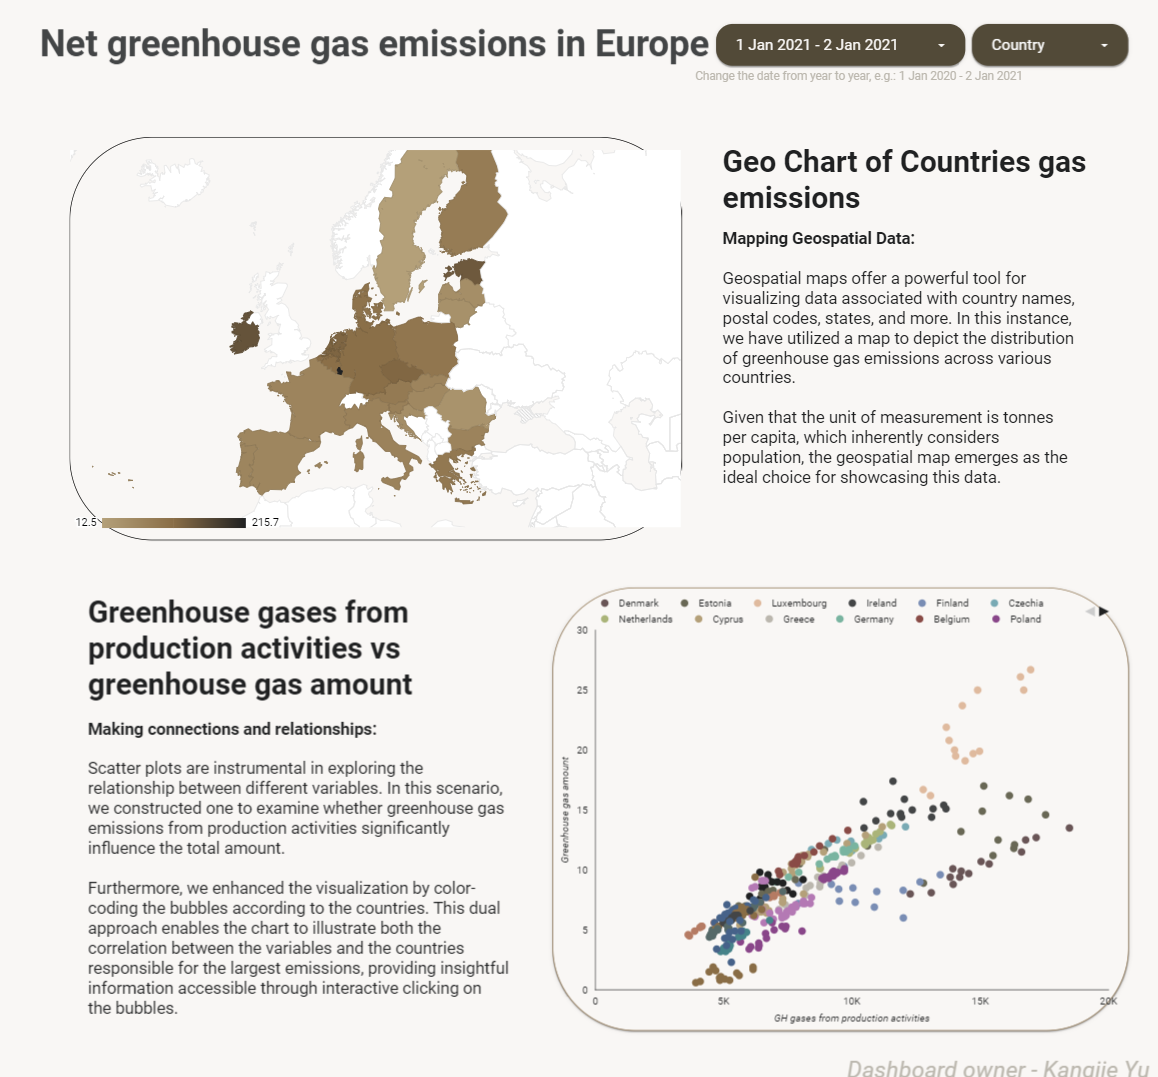 Net greenhouse gas emissions in Europe
1 Jan 2021 - 2 Jan 2021
Country
Change the date from year to year, e.g.: 1 Jan 2020 - 2 Jan 2021
Geo Chart of Countries gas
emissions
Mapping Geospatial Data:
Geospatial maps offer a powerful tool for
visualizing data associated with country names,
postal codes, states, and more. In this instance,
we have utilized a map to depict the distribution
of greenhouse gas emissions across various
countries.
Given that the unit of measurement is tonnes
per capita, which inherently considers
population, the geospatial map emerges as the
ideal choice for showcasing this data.
12.5
215.7
Greenhouse gases from
production activities vs
greenhouse gas amount
Making connections and relationships:
Scatter plots are instrumental in exploring the
relationship between different variables. In this scenario,
we constructed one to examine whether greenhouse gas
emissions from production activities significantly
influence the total amount.
Furthermore, we enhanced the visualization by color-
coding the bubbles according to the countries. This dual
approach enables the chart to illustrate both the
correlation between the variables and the countries
responsible for the largest emissions, providing insightful
information accessible through interactive clicking on
the bubbles.
Denmark Estonia Luxembourg Ireland Finland Czechia
Netherlands Cyprus Greece Germany Belgium Poland
30
25
20
15
10
5
0
Greenhouse gas amount
0 5K 10K 15K 20K
GH gases from production activities
Dashboard owner - Kangjie Yu